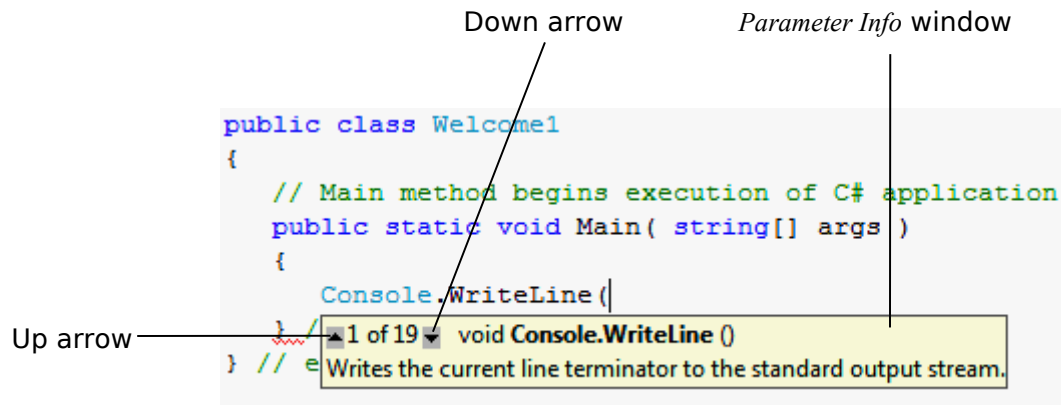 Down arrow
Parameter Info window
public class Welcome1
{
// Main method begins execution of C# application
public static void Main( string[] args )
{
Console.WriteLine(
Up arrow
} /
1 of 19 void Console.WriteLine ()
} // e
Writes the current line terminator to the standard output stream.